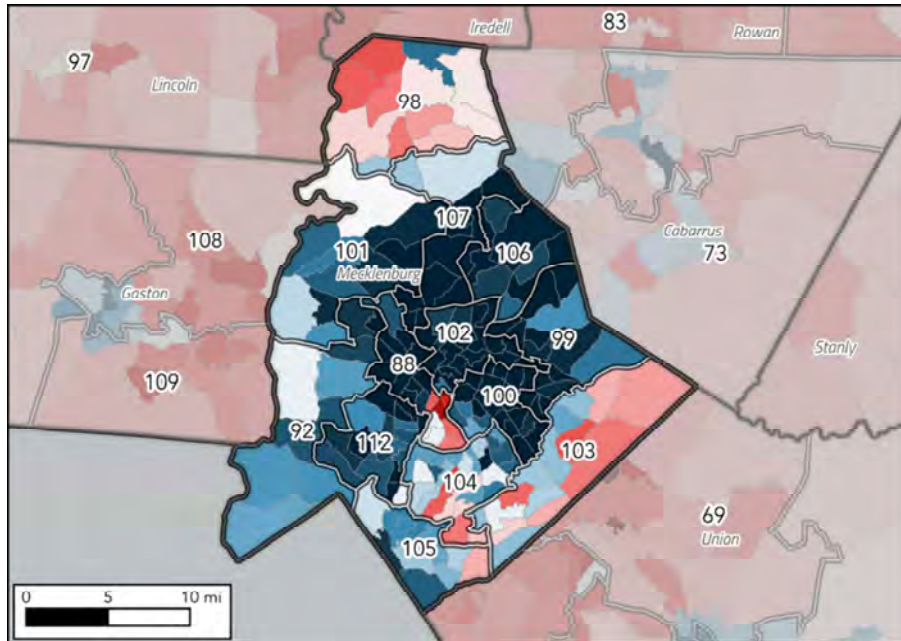 83
Iredell
Rowan
97
Lincoln
98
107
108
101
106
Cabarrus
73
Mecklenburg
Gaston
102
99
88
Stanly
109
100
92
112
103
104
69
Union
105
0 5 10 mi